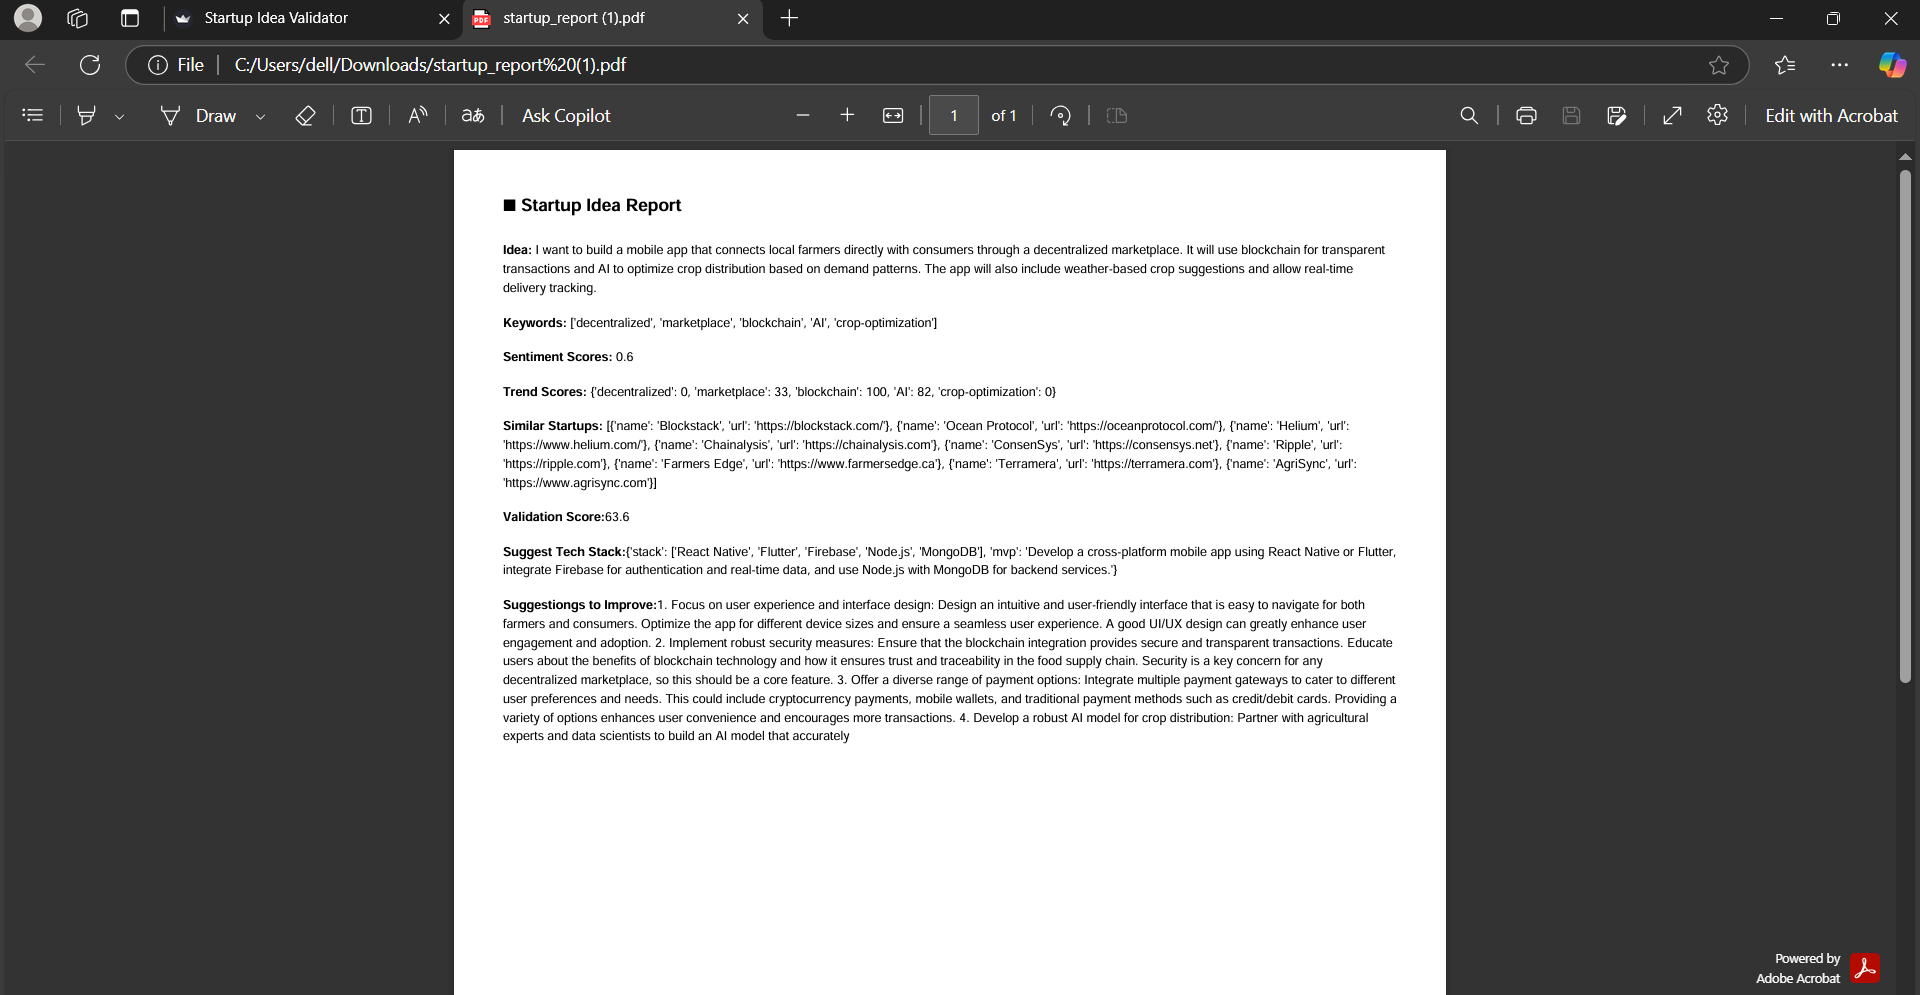 Startup Idea Validator
startup_report (1).pdf
File
C:/Users/dell/Downloads/startup_report%20(1).pdf
Draw
Ask Copilot
1 of 1
Edit with Acrobat
■ Startup Idea Report
Idea: I want to build a mobile app that connects local farmers directly with consumers through a decentralized marketplace. It will use blockchain for transparent
transactions and AI to optimize crop distribution based on demand patterns. The app will also include weather-based crop suggestions and allow real-time
delivery tracking.
Keywords: ['decentralized', 'marketplace', 'blockchain', 'AI', 'crop-optimization']
Sentiment Scores: 0.6
Trend Scores: {'decentralized': 0, 'marketplace': 33, 'blockchain': 100, 'AI': 82, 'crop-optimization': 0}
Similar Startups: [{'name': 'Blockstack', 'url': 'https://blockstack.com/'}, {'name': 'Ocean Protocol', 'url': 'https://oceanprotocol.com/'}, {'name': 'Helium', 'url':
'https://www.helium.com/'}, {'name': 'Chainalysis', 'url': 'https://chainalysis.com'}, {'name': 'ConsenSys', 'url': 'https://consensys.net'}, {'name': 'Ripple', 'url':
'https://ripple.com'}, {'name': 'Farmers Edge', 'url': 'https://www.farmersedge.ca'}, {'name': 'Terramera', 'url': 'https://terramera.com'}, {'name': 'AgriSync', 'url':
'https://www.agrisync.com'}]
Validation Score:63.6
Suggest Tech Stack:{'stack': ['React Native', 'Flutter', 'Firebase', 'Node.js', 'MongoDB'], 'mvp': 'Develop a cross-platform mobile app using React Native or Flutter,
integrate Firebase for authentication and real-time data, and use Node.js with MongoDB for backend services.'}
Suggestiongs to Improve:1. Focus on user experience and interface design: Design an intuitive and user-friendly interface that is easy to navigate for both
farmers and consumers. Optimize the app for different device sizes and ensure a seamless user experience. A good UI/UX design can greatly enhance user
engagement and adoption. 2. Implement robust security measures: Ensure that the blockchain integration provides secure and transparent transactions. Educate
users about the benefits of blockchain technology and how it ensures trust and traceability in the food supply chain. Security is a key concern for any
decentralized marketplace, so this should be a core feature. 3. Offer a diverse range of payment options: Integrate multiple payment gateways to cater to different
user preferences and needs. This could include cryptocurrency payments, mobile wallets, and traditional payment methods such as credit/debit cards. Providing a
variety of options enhances user convenience and encourages more transactions. 4. Develop a robust AI model for crop distribution: Partner with agricultural
experts and data scientists to build an AI model that accurately
Powered by
Adobe Acrobat